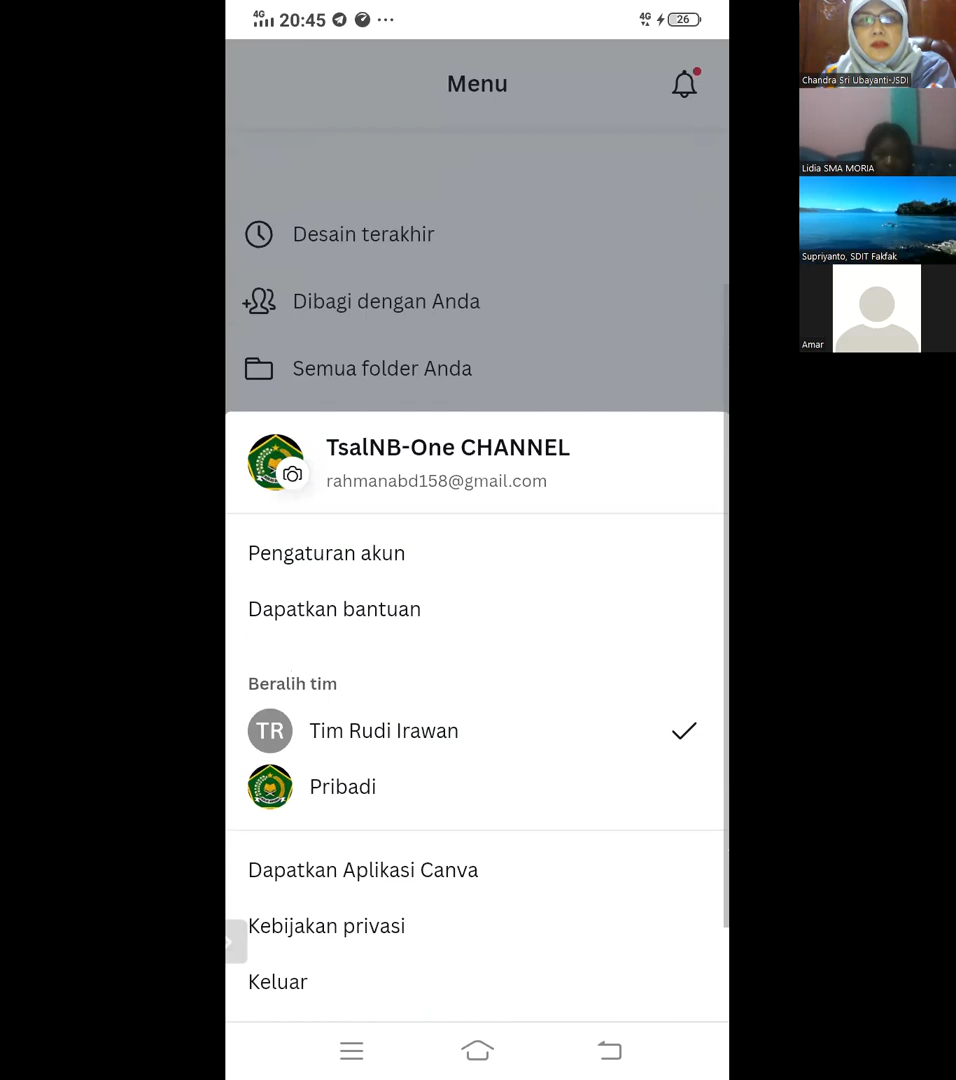 4G 20:45 ···
4G 26
Menu
Desain terakhir
Dibagi dengan Anda
Semua folder Anda
TsalNB-One CHANNEL
rahmanabd158@gmail.com
Pengaturan akun
Dapatkan bantuan
Beralih tim
TR Tim Rudi Irawan
Pribadi
Dapatkan Aplikasi Canva
Kebijakan privasi
Keluar
Chandra Sri Ubayanti-JSDI
Lidia SMA MORIA
Supriyanto, SDIT Fakfak
Amar